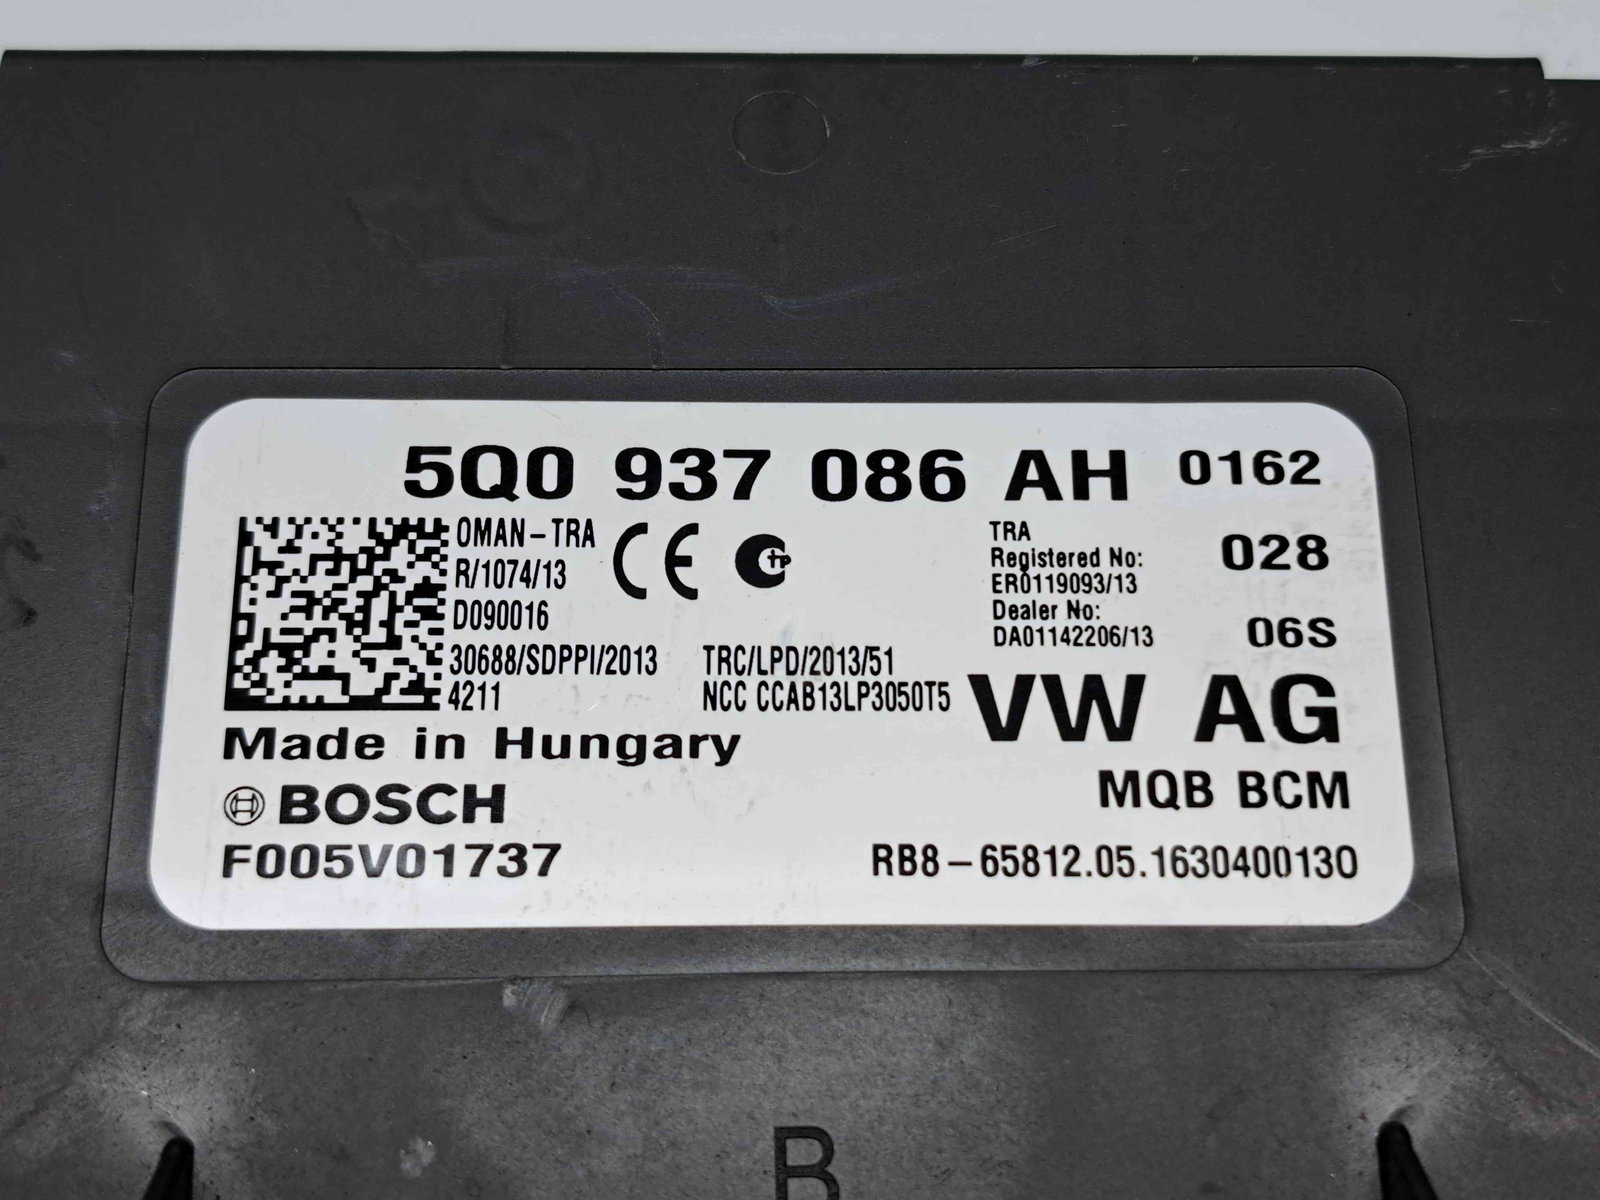 5Q0 937 086 AH 0162
OMAN-TRA
R/1074/13
D090016
30688/SDPPI/2013
4211
CE
TRC/LPD/2013/51
NCC CCAB13LP3050T5
TRA
Registered No:
ER0119093/13
Dealer No:
DA01142206/13
028
06S
VW AG
MQB BCM
Made in Hungary
BOSCH
F005V01737
RB8-65812.05.1630400130
B